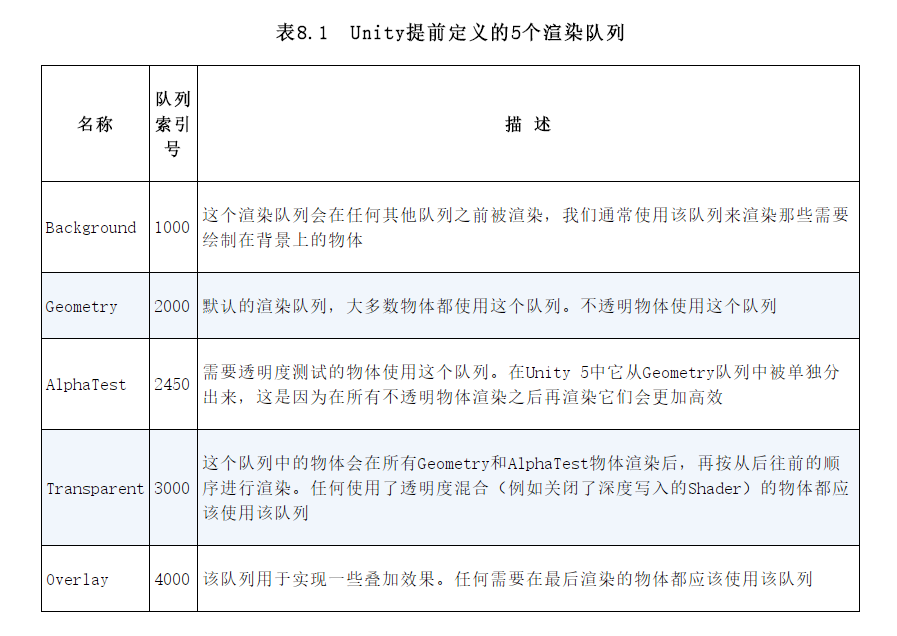 表8.1 Unity提前定义的5个渲染队列
名称
队列
索引
号
描 述
Background
1000
这个渲染队列会在任何其他队列之前被渲染，我们通常使用该队列来渲染那些需要
绘制在背景上的物体
Geometry
2000
默认的渲染队列，大多数物体都使用这个队列。不透明物体使用这个队列
AlphaTest
2450
需要透明度测试的物体使用这个队列。在Unity 5中它从Geometry队列中被单独分
出来，这是因为在所有不透明物体渲染之后再渲染它们会更加高效
Transparent
3000
这个队列中的物体会在所有Geometry和AlphaTest物体渲染后，再按从后往前的顺
序进行渲染。任何使用了透明度混合（例如关闭了深度写入的Shader）的物体都应
该使用该队列
Overlay
4000
该队列用于实现一些叠加效果。任何需要在最后渲染的物体都应该使用该队列